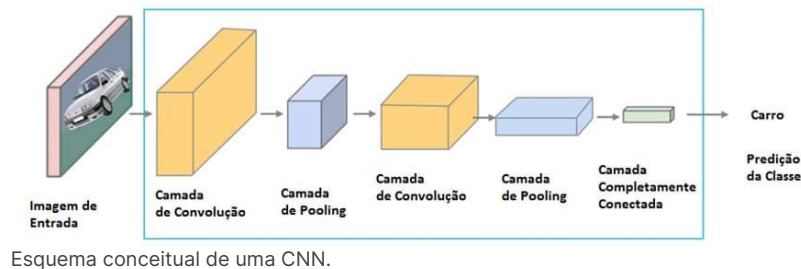 Imagem de
Entrada
Camada
de Convolução
Camada
de Pooling
Camada
de Convolução
Camada
de Pooling
Camada
Completamente
Conectada
Carro
Predição
da Classe
Esquema conceitual de uma CNN.